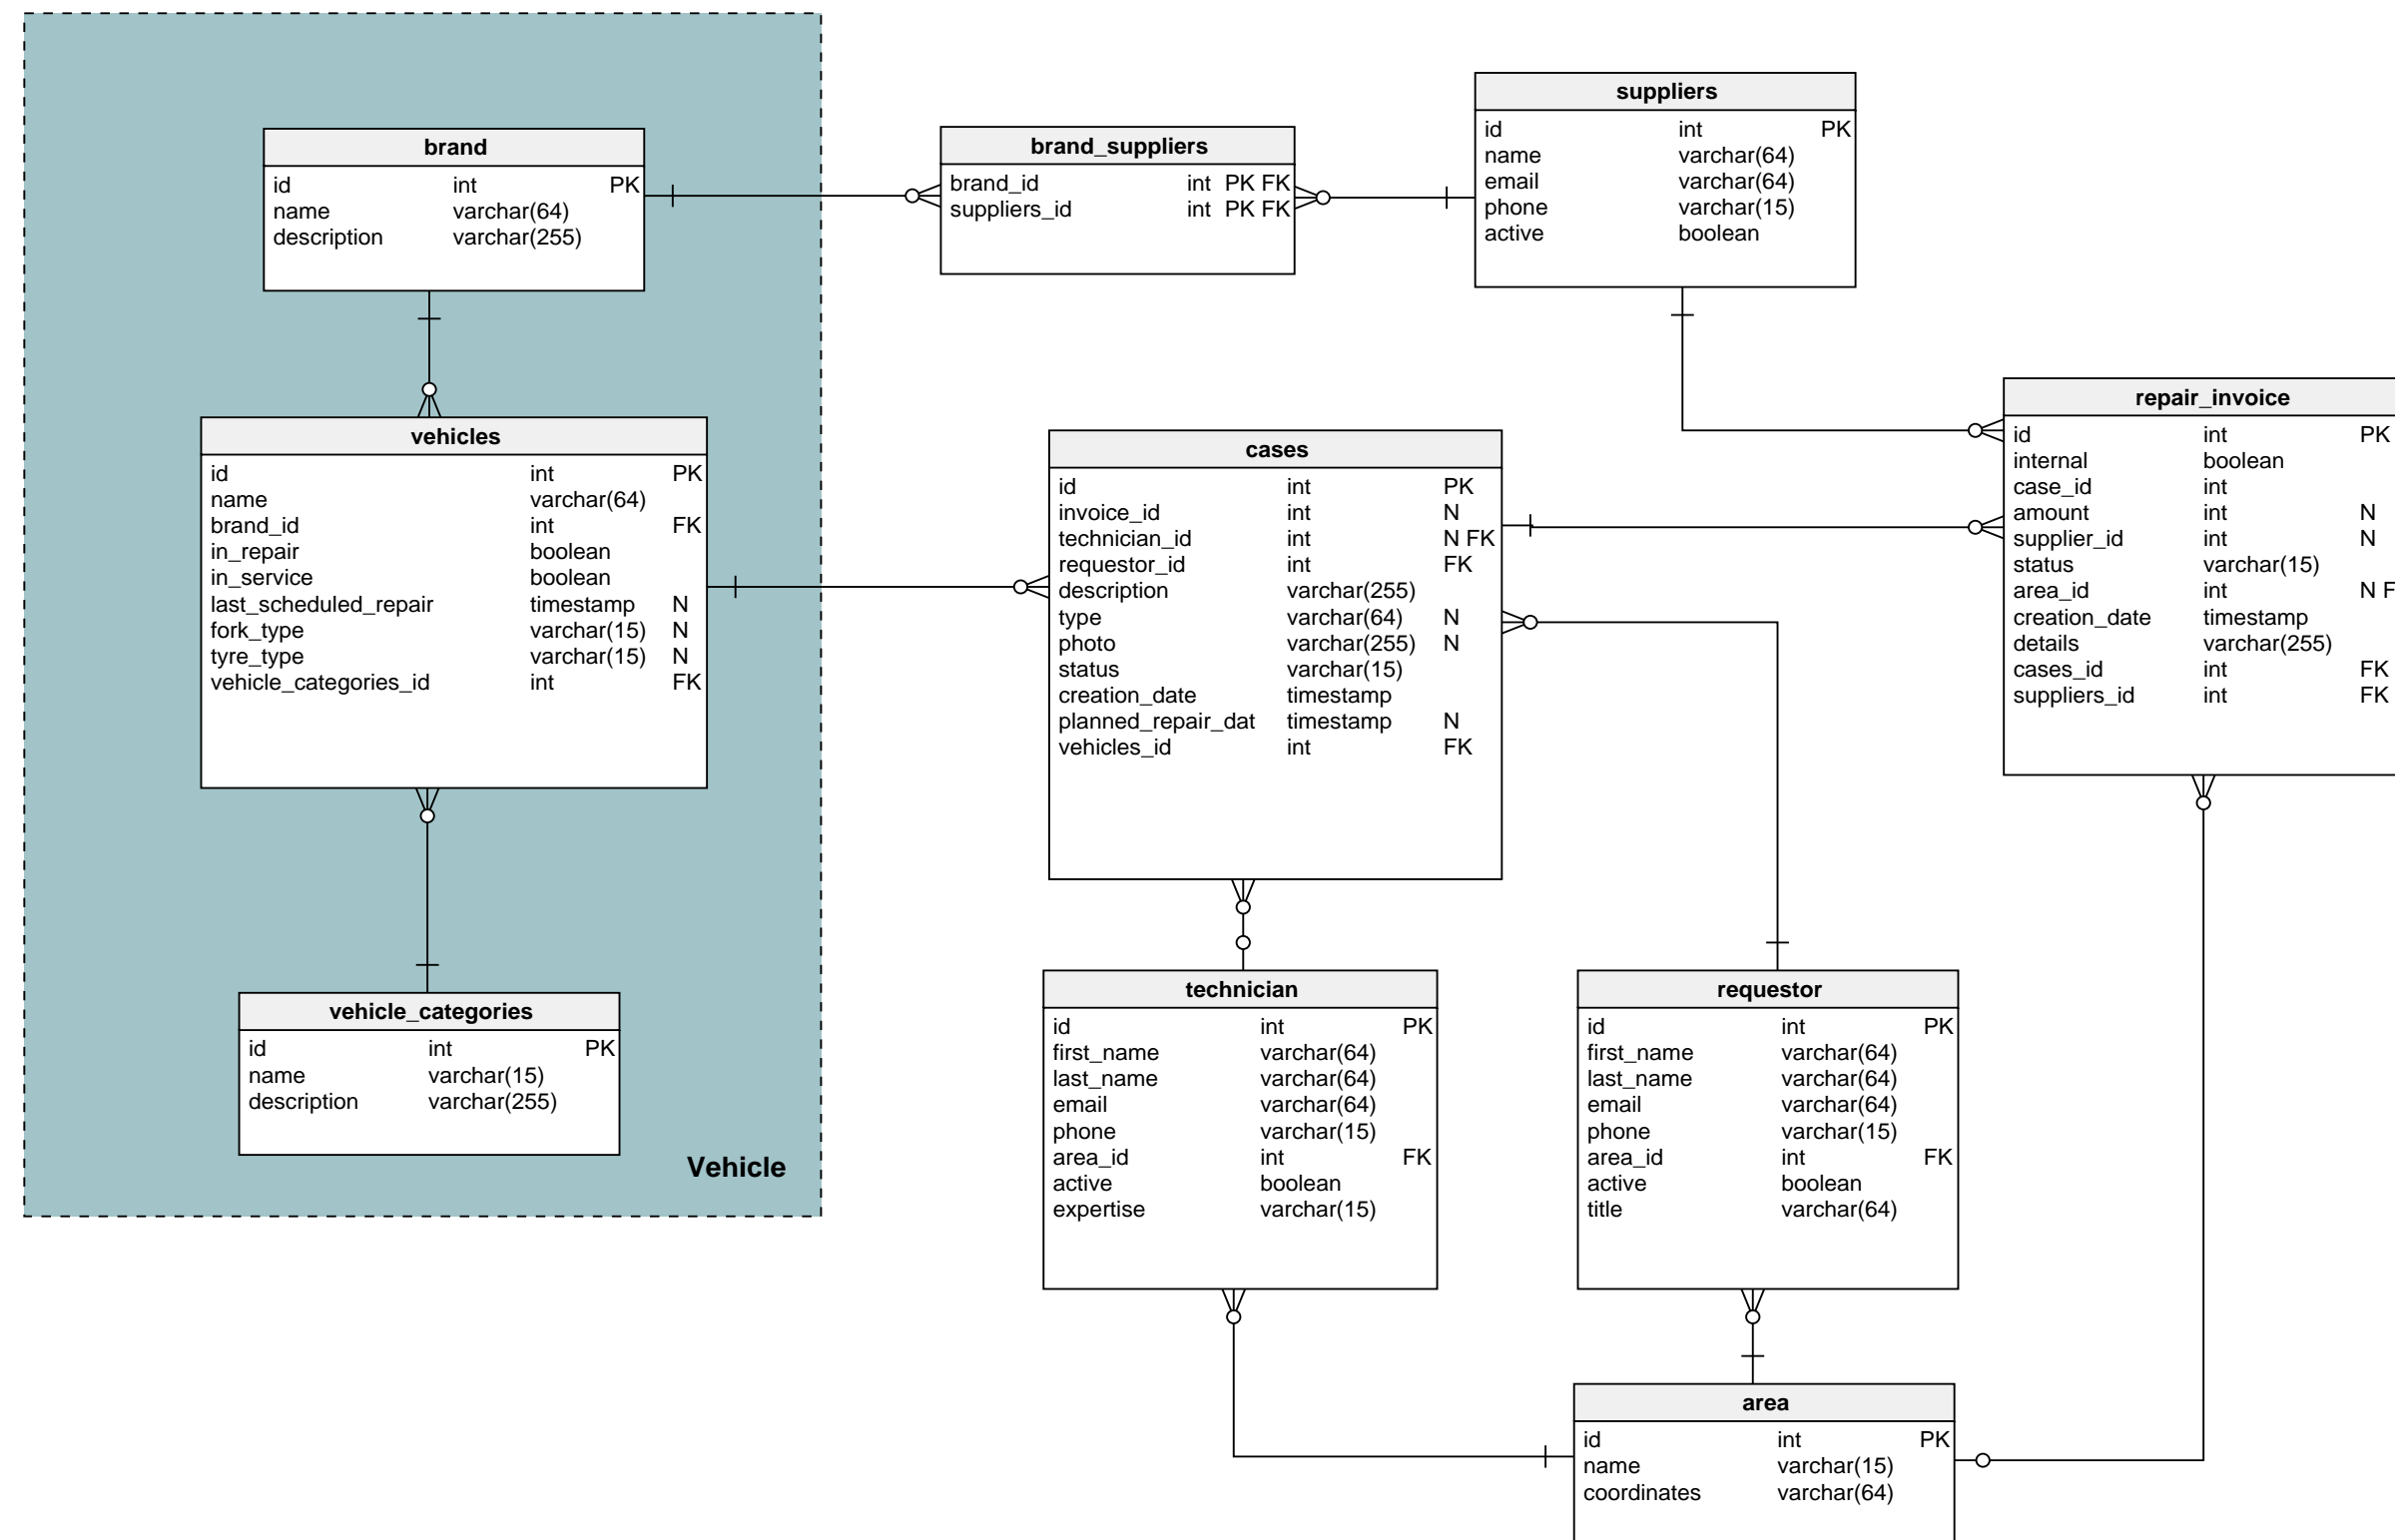 brand
id int PK
name varchar(64)
description varchar(255)
brand_suppliers
brand_id int PK FK
suppliers_id int PK FK
suppliers
id int PK
name varchar(64)
email varchar(64)
phone varchar(15)
active boolean
vehicles
id int PK
name varchar(64)
brand_id int FK
in_repair boolean
in_service boolean
last_scheduled_repair timestamp N
fork_type varchar(15) N
tyre_type varchar(15) N
vehicle_categories_id int FK
cases
id int PK
invoice_id int N
technician_id int N FK
requestor_id int FK
description varchar(255)
type varchar(64) N
photo varchar(255) N
status varchar(15)
creation_date timestamp
planned_repair_dat timestamp N
vehicles_id int FK
repair_invoice
id int PK
internal boolean
case_id int
amount int N
supplier_id int N
status varchar(15)
area_id int N F
creation_date timestamp
details varchar(255)
cases_id int FK
suppliers_id int FK
vehicle_categories
id int PK
name varchar(15)
description varchar(255)
Vehicle
technician
id int PK
first_name varchar(64)
last_name varchar(64)
email varchar(64)
phone varchar(15)
area_id int FK
active boolean
expertise varchar(15)
requestor
id int PK
first_name varchar(64)
last_name varchar(64)
email varchar(64)
phone varchar(15)
area_id int FK
active boolean
title varchar(64)
area
id int PK
name varchar(15)
coordinates varchar(64)